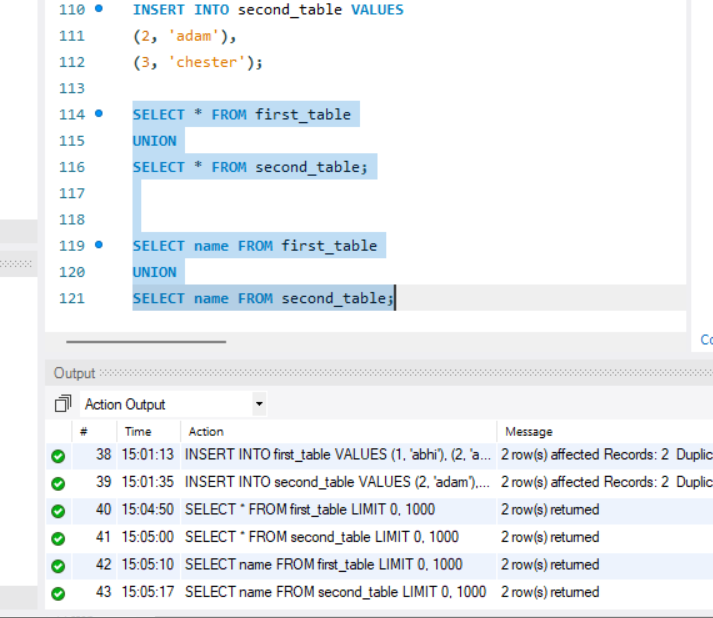 110 INSERT INTO second_table VALUES
111 (2, 'adam'),
112 (3, 'chester');
113
114 SELECT * FROM first_table
115 UNION
116 SELECT * FROM second_table;
117
118
119 SELECT name FROM first_table
120 UNION
121 SELECT name FROM second_table;
Co
Output
Action Output
# Time Action Message
38 15:01:13 INSERT INTO first_table VALUES (1, 'abhi'), (2, 'a... 2 row(s) affected Records: 2 Duplic
39 15:01:35 INSERT INTO second_table VALUES (2, 'adam'),... 2 row(s) affected Records: 2 Duplic
40 15:04:50 SELECT * FROM first_table LIMIT 0, 1000 2 row(s) returned
41 15:05:00 SELECT * FROM second_table LIMIT 0, 1000 2 row(s) returned
42 15:05:10 SELECT name FROM first_table LIMIT 0, 1000 2 row(s) returned
43 15:05:17 SELECT name FROM second_table LIMIT 0, 1000 2 row(s) returned